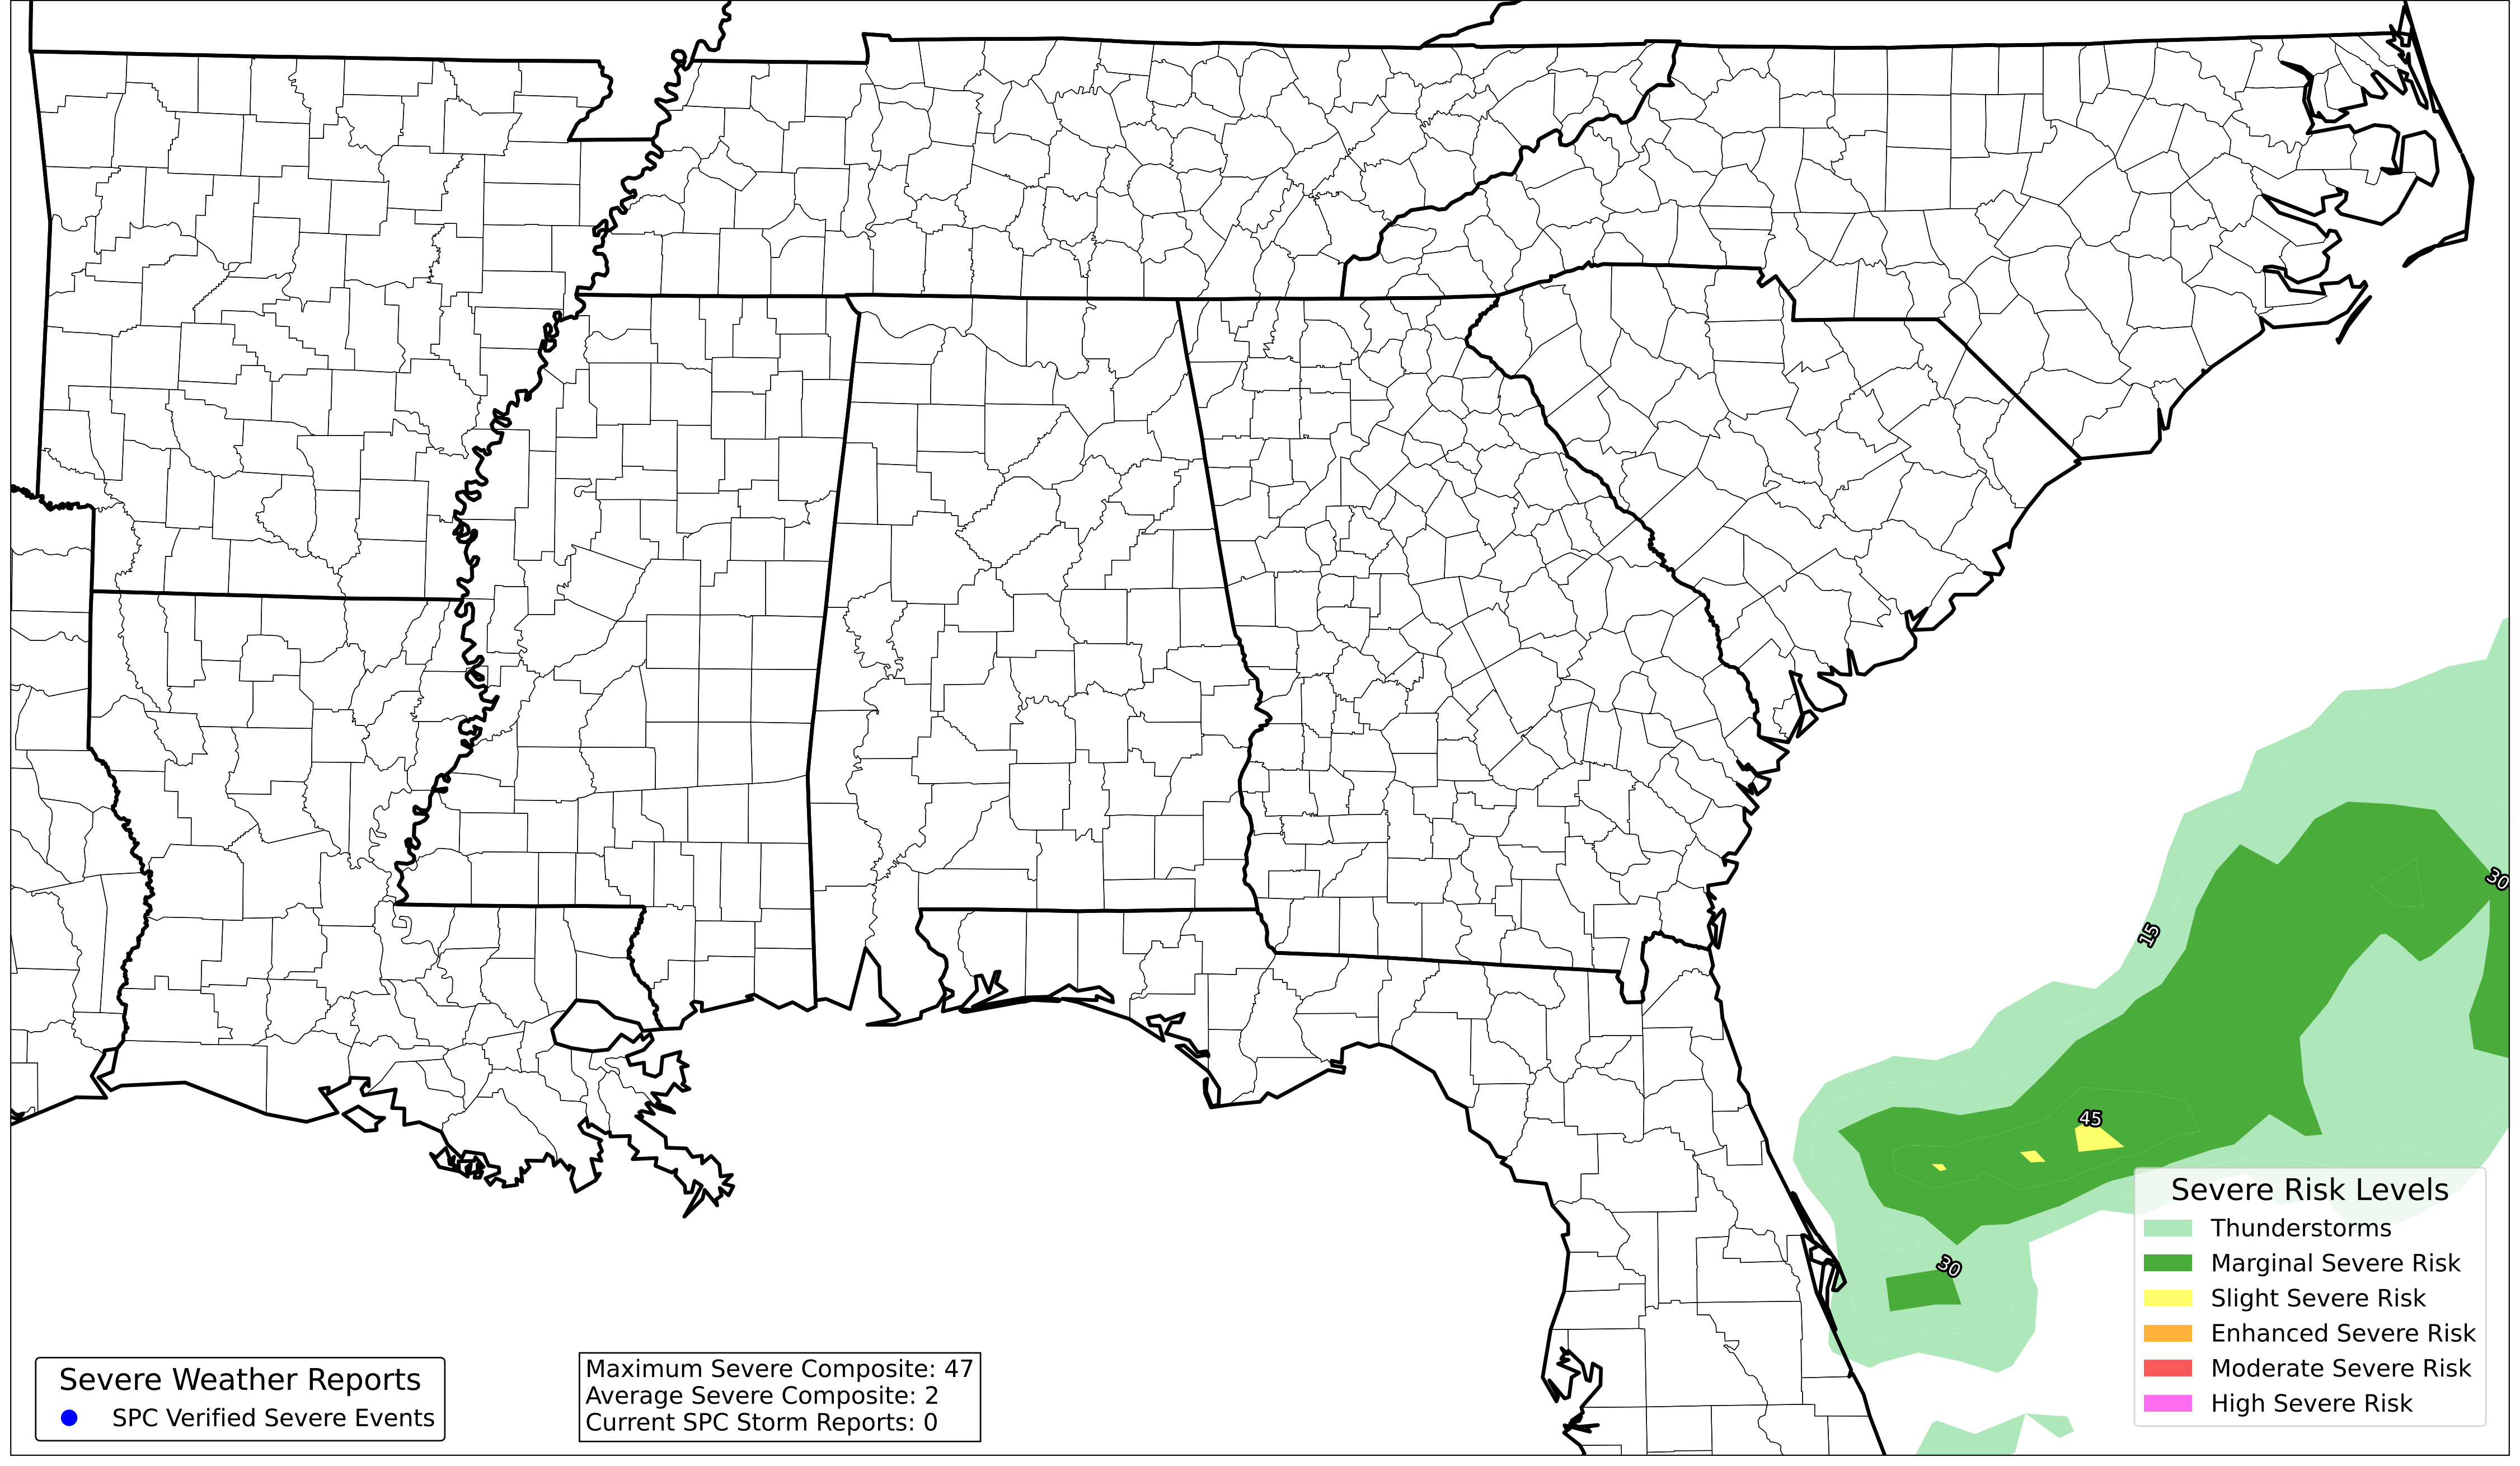 30
15
45
30
Severe Risk Levels
Thunderstorms
Marginal Severe Risk
Slight Severe Risk
Enhanced Severe Risk
Moderate Severe Risk
High Severe Risk
Severe Weather Reports
SPC Verified Severe Events
Maximum Severe Composite: 47
Average Severe Composite: 2
Current SPC Storm Reports: 0